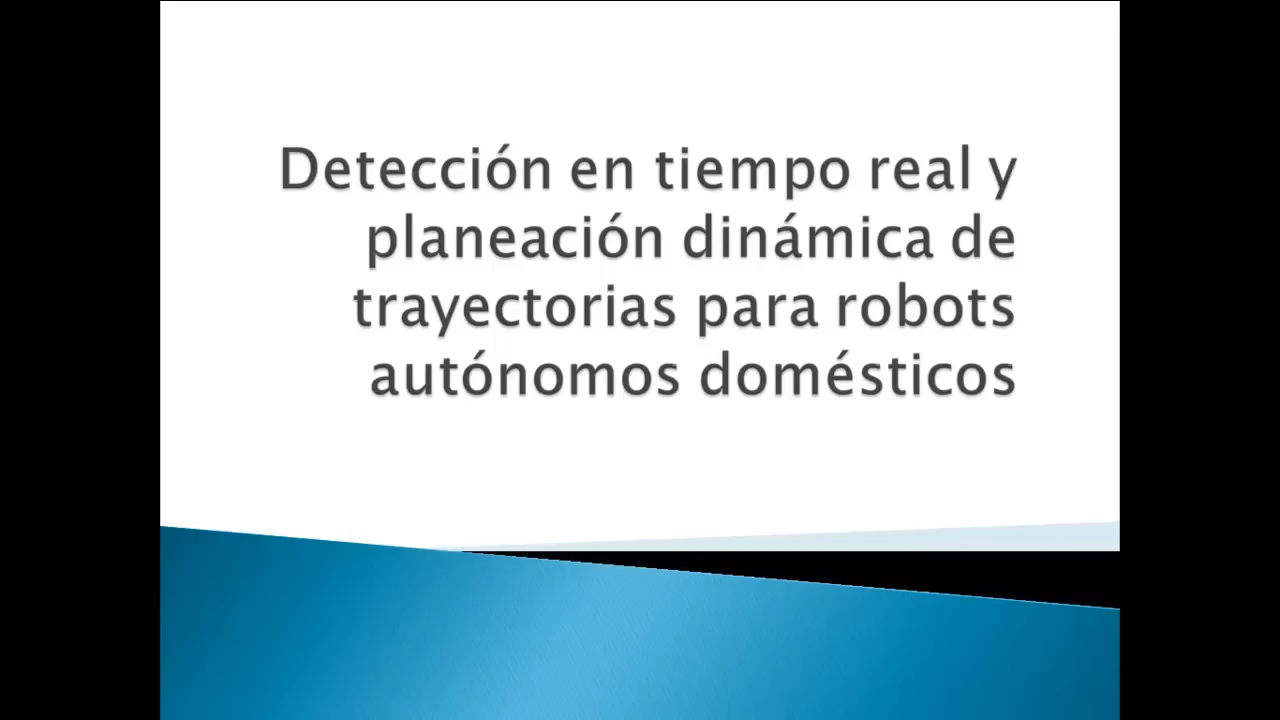 Detección en tiempo real y
planeación dinámica de
trayectorias para robots
autónomos domésticos